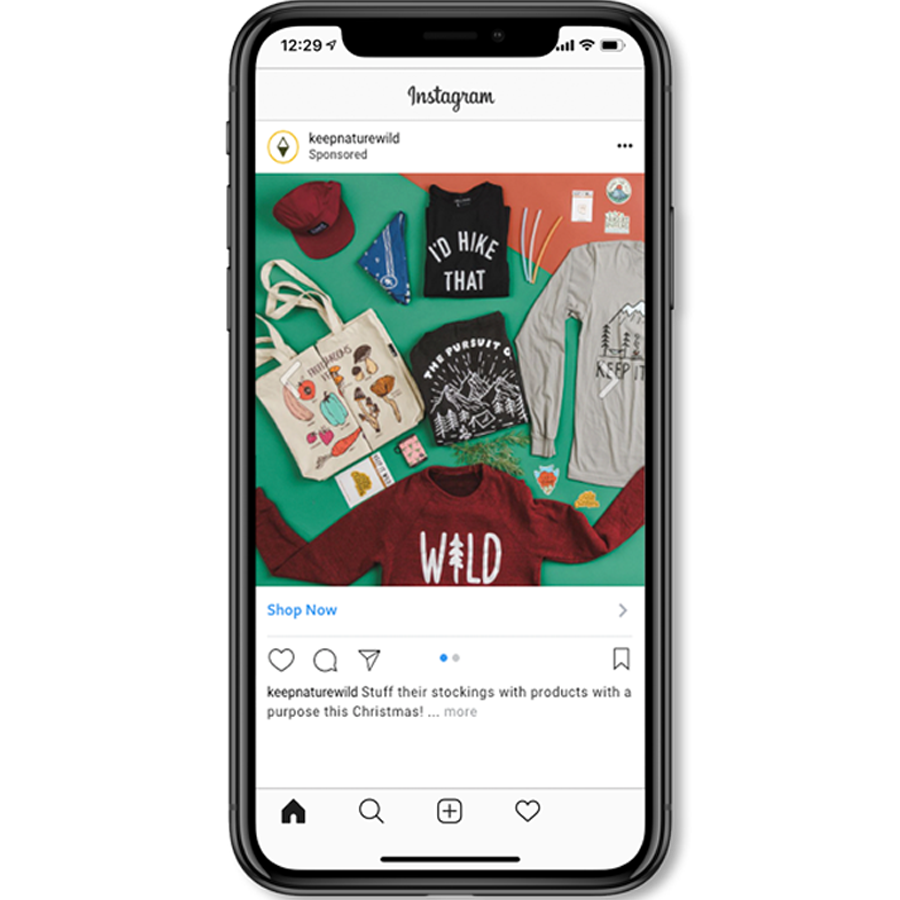 12:29
Instagram
keepnaturewild
Sponsored
I'D HIKE
THAT
THE PURSUIT O
KEEP IT
WILD
Shop Now
keepnaturewild Stuff their stockings with products with a
purpose this Christmas! ... more